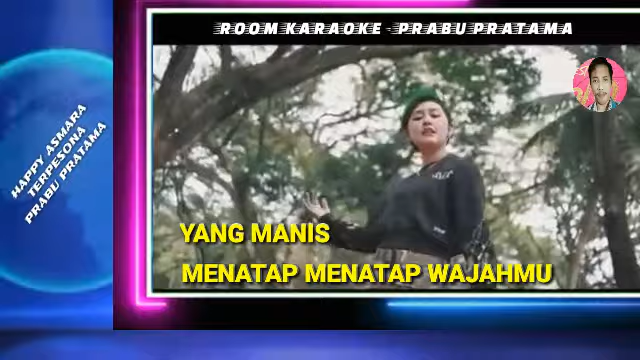 ROOM KARAOKE - PRABU PRATAMA
HAPPY ASMARA
TERPESONA
PRABU PRATAMA
YANG MANIS
MENATAP MENATAP WAJAHMU